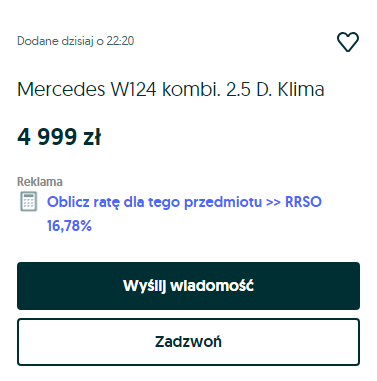 Dodane dzisiaj o 22:20
Mercedes W124 kombi. 2.5 D. Klima
4 999 zł
Reklama
Oblicz ratę dla tego przedmiotu >> RRSO
16,78%
Wyślij wiadomość
Zadzwoń